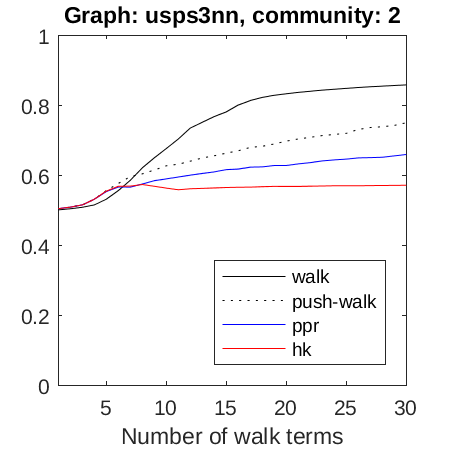 Graph: usps3nn, community: 2
1
0.8
0.6
0.4
0.2
0
walk
push-walk
ppr
hk
5 10 15 20 25 30
Number of walk terms